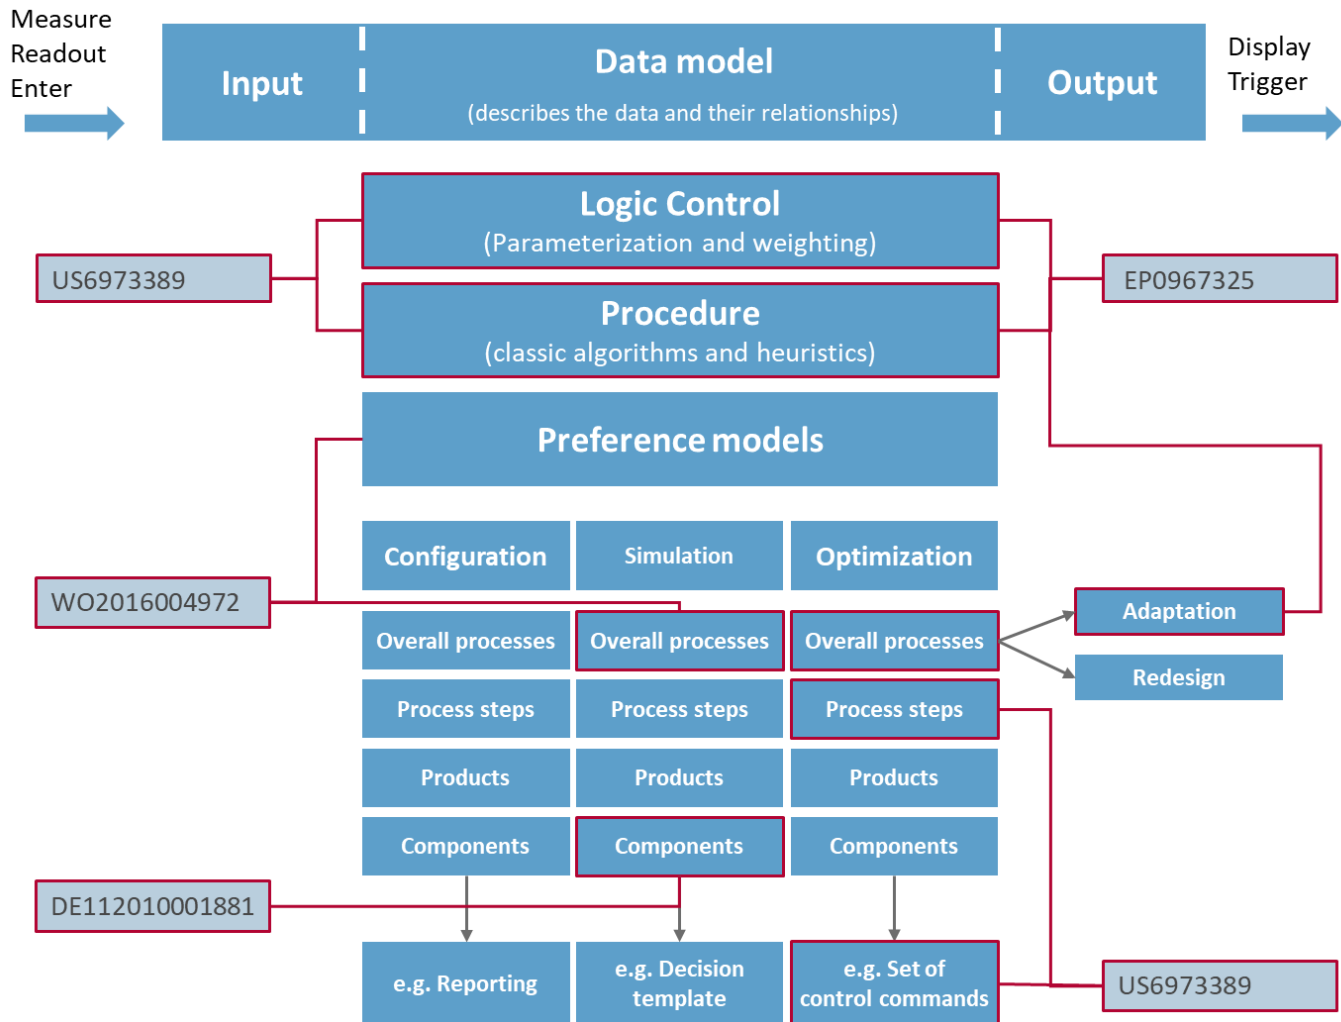 Measure
Readout
Enter
Input
Data model
(describes the data and their relationships)
Output
Display
Trigger
Logic Control
(Parameterization and weighting)
US6973389
EP0967325
Procedure
(classic algorithms and heuristics)
Preference models
Configuration
Simulation
Optimization
WO2016004972
Overall processes
Overall processes
Overall processes
Adaptation
Redesign
Process steps
Process steps
Process steps
Products
Products
Products
Components
Components
Components
DE112010001881
e.g. Reporting
e.g. Decision
template
e.g. Set of
control commands
US6973389